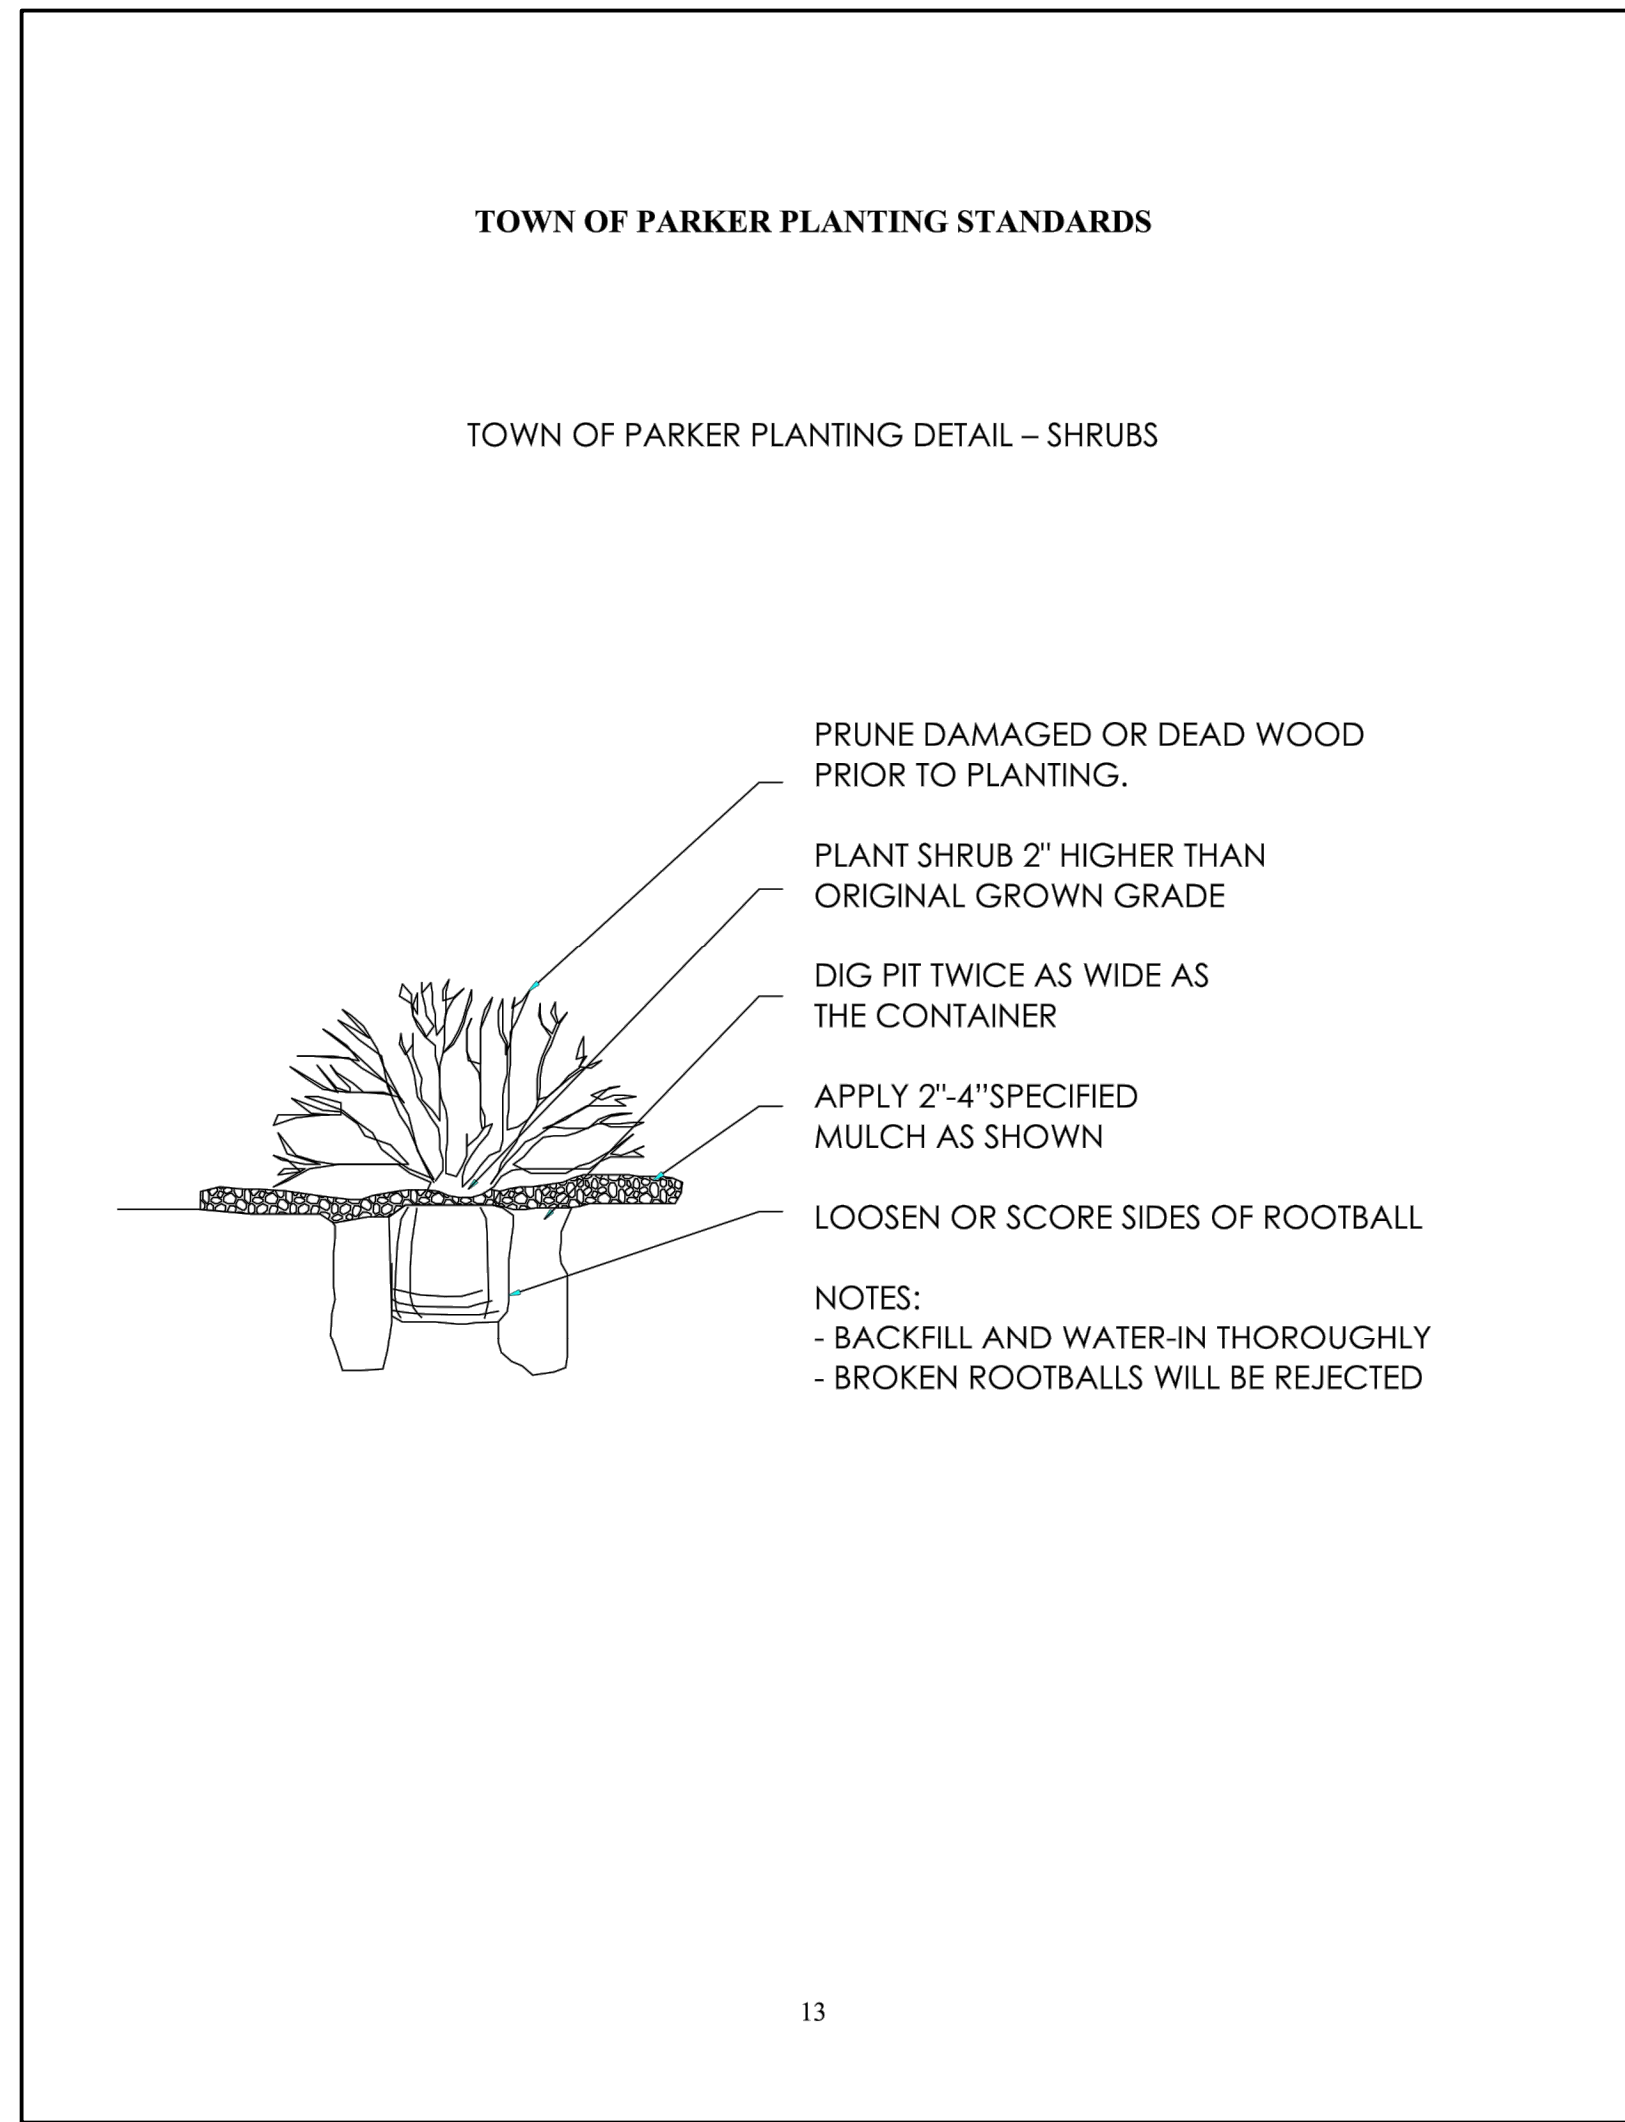 TOWN OF PARKER PLANTING STANDARDS
TOWN OF PARKER PLANTING DETAIL – SHRUBS
PRUNE DAMAGED OR DEAD WOOD
PRIOR TO PLANTING.
PLANT SHRUB 2" HIGHER THAN
ORIGINAL GROWN GRADE
DIG PIT TWICE AS WIDE AS
THE CONTAINER
APPLY 2"-4”SPECIFIED
MULCH AS SHOWN
LOOSEN OR SCORE SIDES OF ROOTBALL
NOTES:
- BACKFILL AND WATER-IN THOROUGHLY
- BROKEN ROOTBALLS WILL BE REJECTED
13